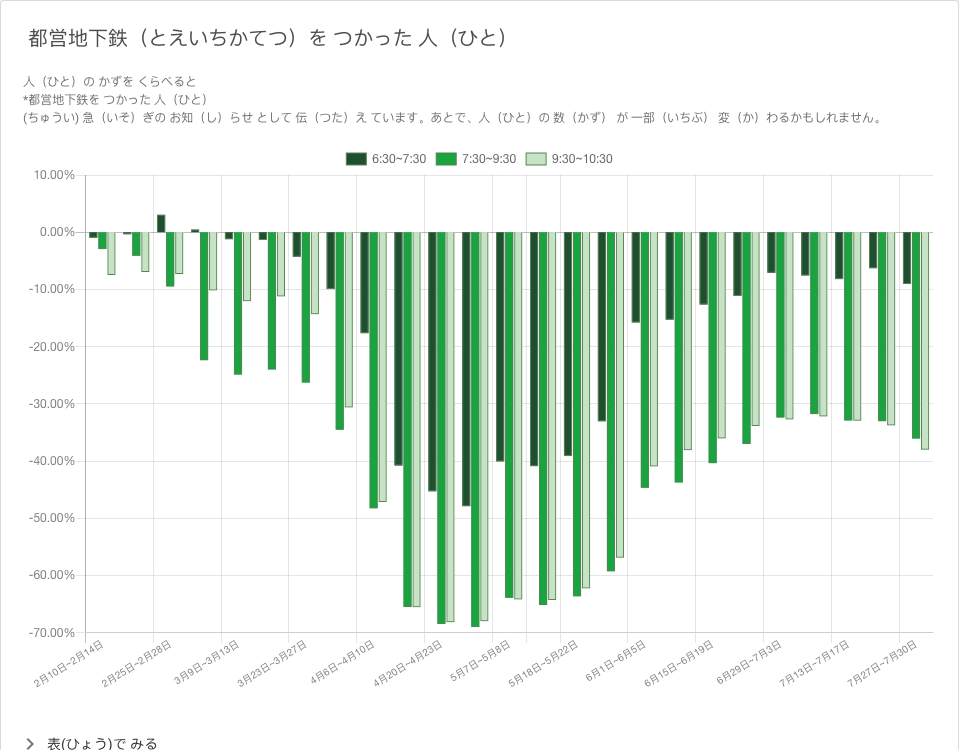 都営地下鉄（とえいちかてつ）を つかった 人（ひと）
人（ひと）の かずを くらべると
*都営地下鉄を つかった 人（ひと）
(ちゅうい) 急（いそ）ぎの お知（し）らせ として 伝（つた）え ています。あとで、人（ひと）の 数（かず） が 一部（いちぶ） 変（か）わるかもしれません。
6:30~7:30 7:30~9:30 9:30~10:30
10.00%
0.00%
-10.00%
-20.00%
-30.00%
-40.00%
-50.00%
-60.00%
-70.00%
2月10日~2月14日
2月25日~2月28日
3月9日~3月13日
3月23日~3月27日
4月6日~4月10日
4月20日~4月23日
5月7日~5月8日
5月18日~5月22日
6月1日~6月5日
6月15日~6月19日
6月29日~7月3日
7月13日~7月17日
7月27日~7月30日
表(ひょう)で みる